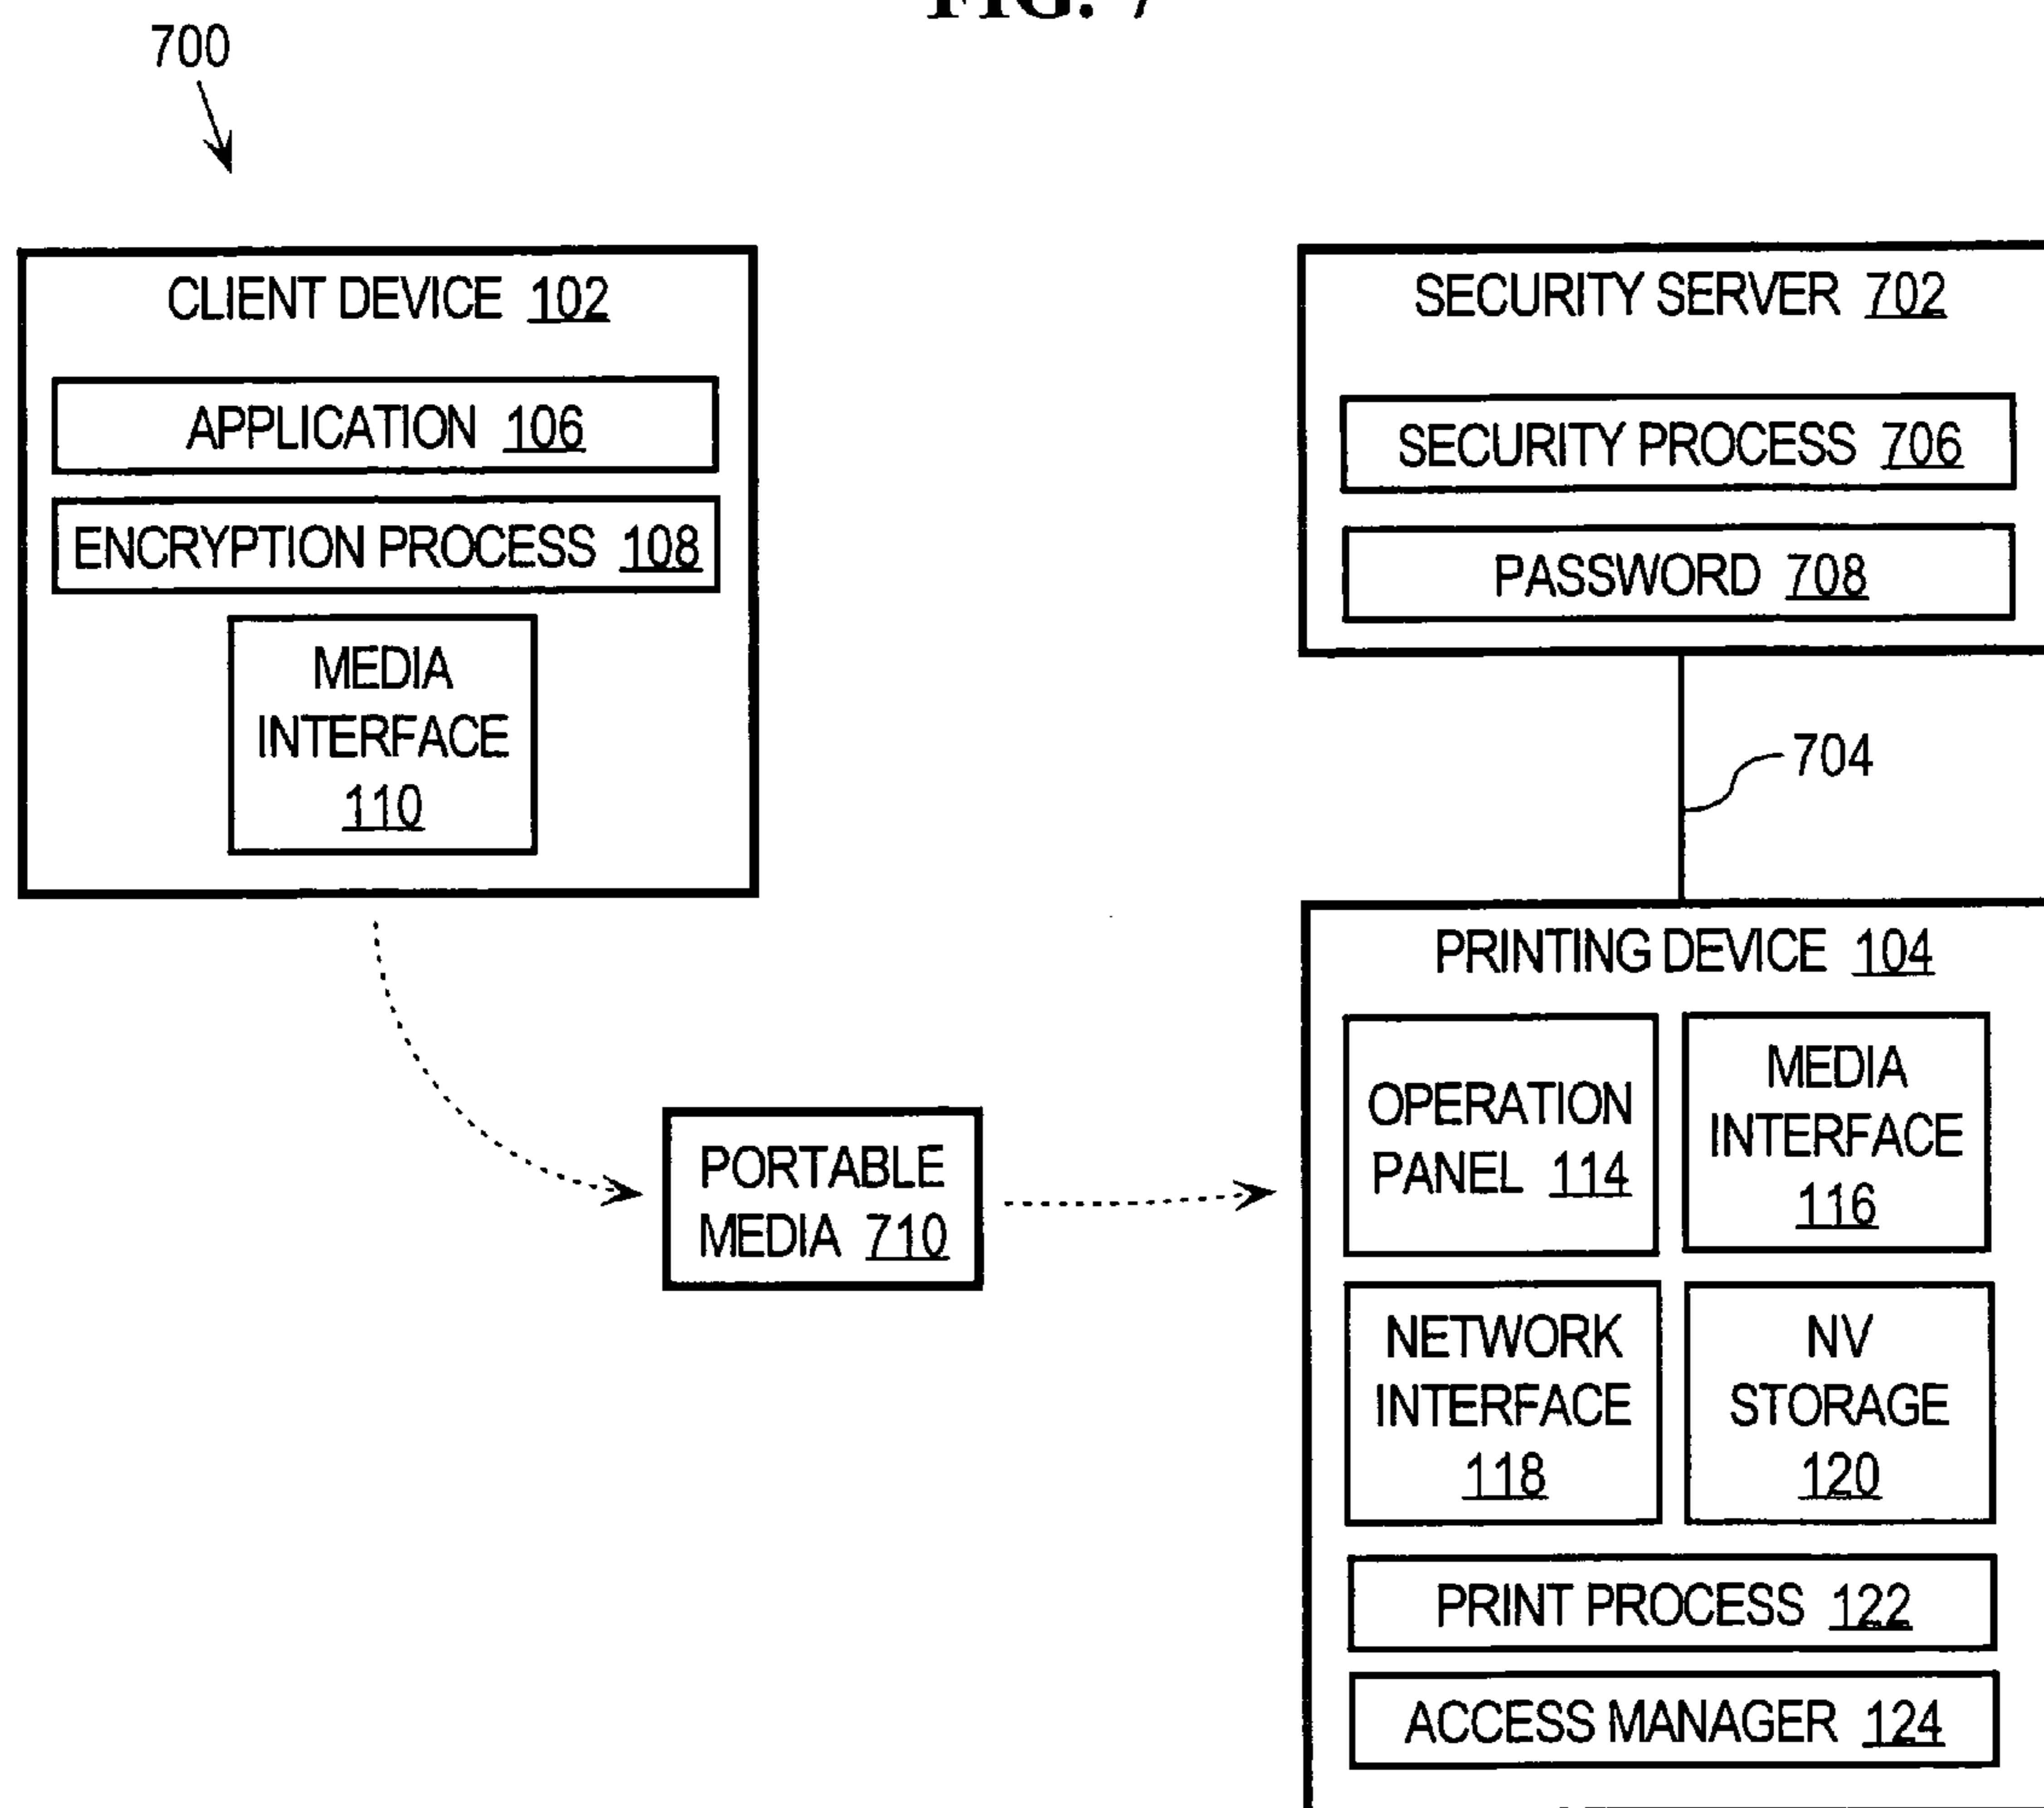 FIG. 7
700
CLIENT DEVICE 102
APPLICATION 106
ENCRYPTION PROCESS 108
MEDIA
INTERFACE
110
SECURITY SERVER 702
SECURITY PROCESS 706
PASSWORD 708
704
PORTABLE
MEDIA 710
PRINTING DEVICE 104
OPERATION
PANEL 114
MEDIA
INTERFACE
116
NETWORK
INTERFACE
118
NV
STORAGE
120
PRINT PROCESS 122
ACCESS MANAGER 124